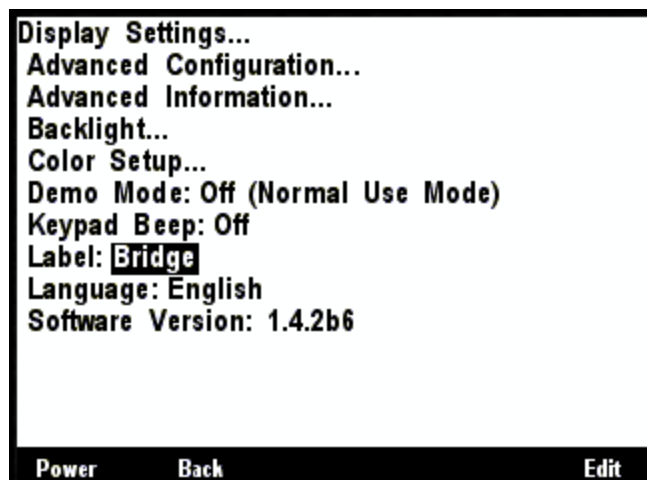 Display Settings...
Advanced Configuration...
Advanced Information...
Backlight...
Color Setup...
Demo Mode: Off (Normal Use Mode)
Keypad Beep: Off
Label: Bridge
Language: English
Software Version: 1.4.2b6
Power Back Edit